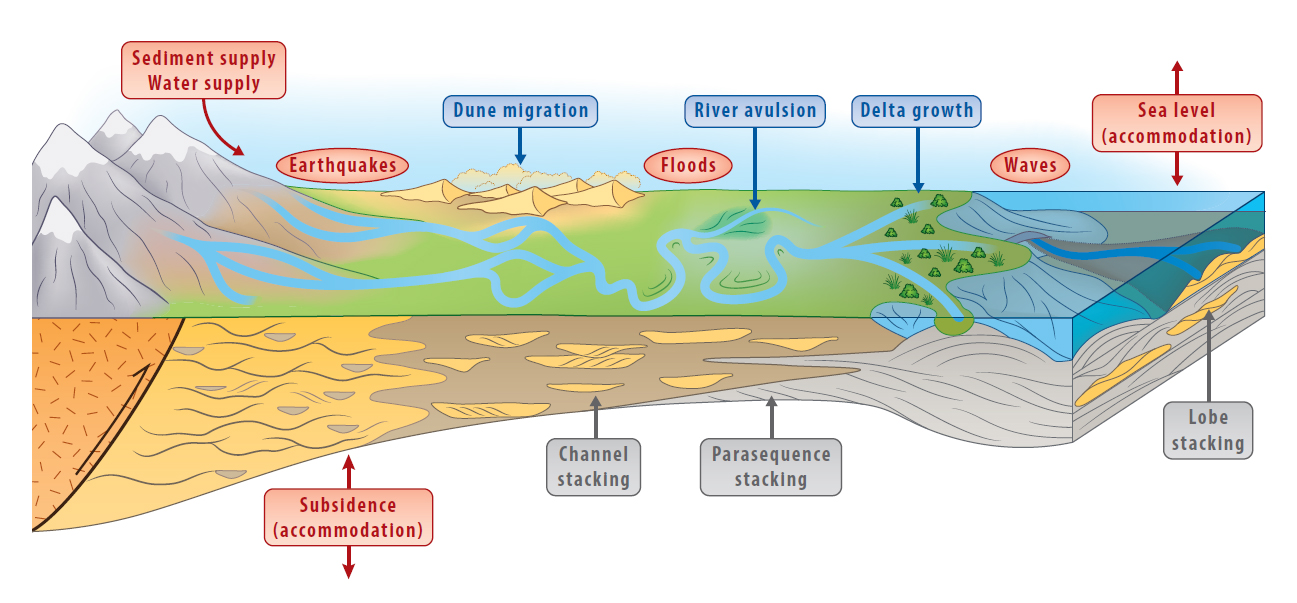 Sediment supply
Water supply
Dune migration
River avulsion
Delta growth
Sea level
(accommodation)
Earthquakes
Floods
Waves
Channel
stacking
Parasequence
stacking
Lobe
stacking
Subsidence
(accommodation)